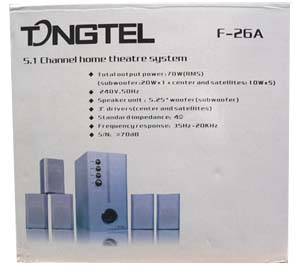 TONGTEL F-26A
5.1 Channel home theatre system
Total output power: 70W(RMS)
(subwoofer:20W×1+center and satellites:10W×5)
240V,50Hz
Speaker unit: 5.25" woofer(subwoofer)
3" drivers(center and satellites)
Standard impedance: 4Ω
Frequency response: 35Hz-20KHz
S/N: ≥70dB